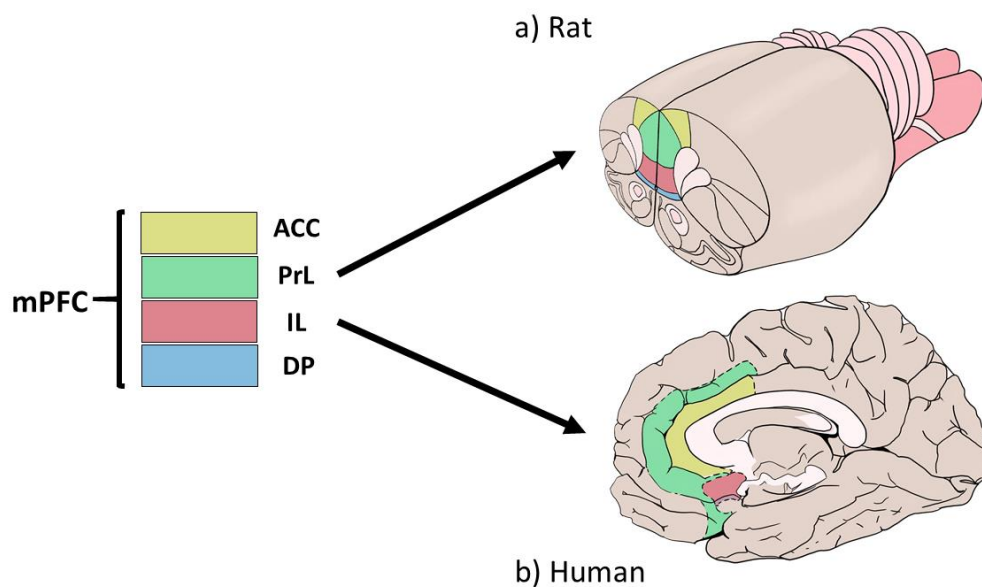 a) Rat
mPFC
ACC
PrL
IL
DP
b) Human